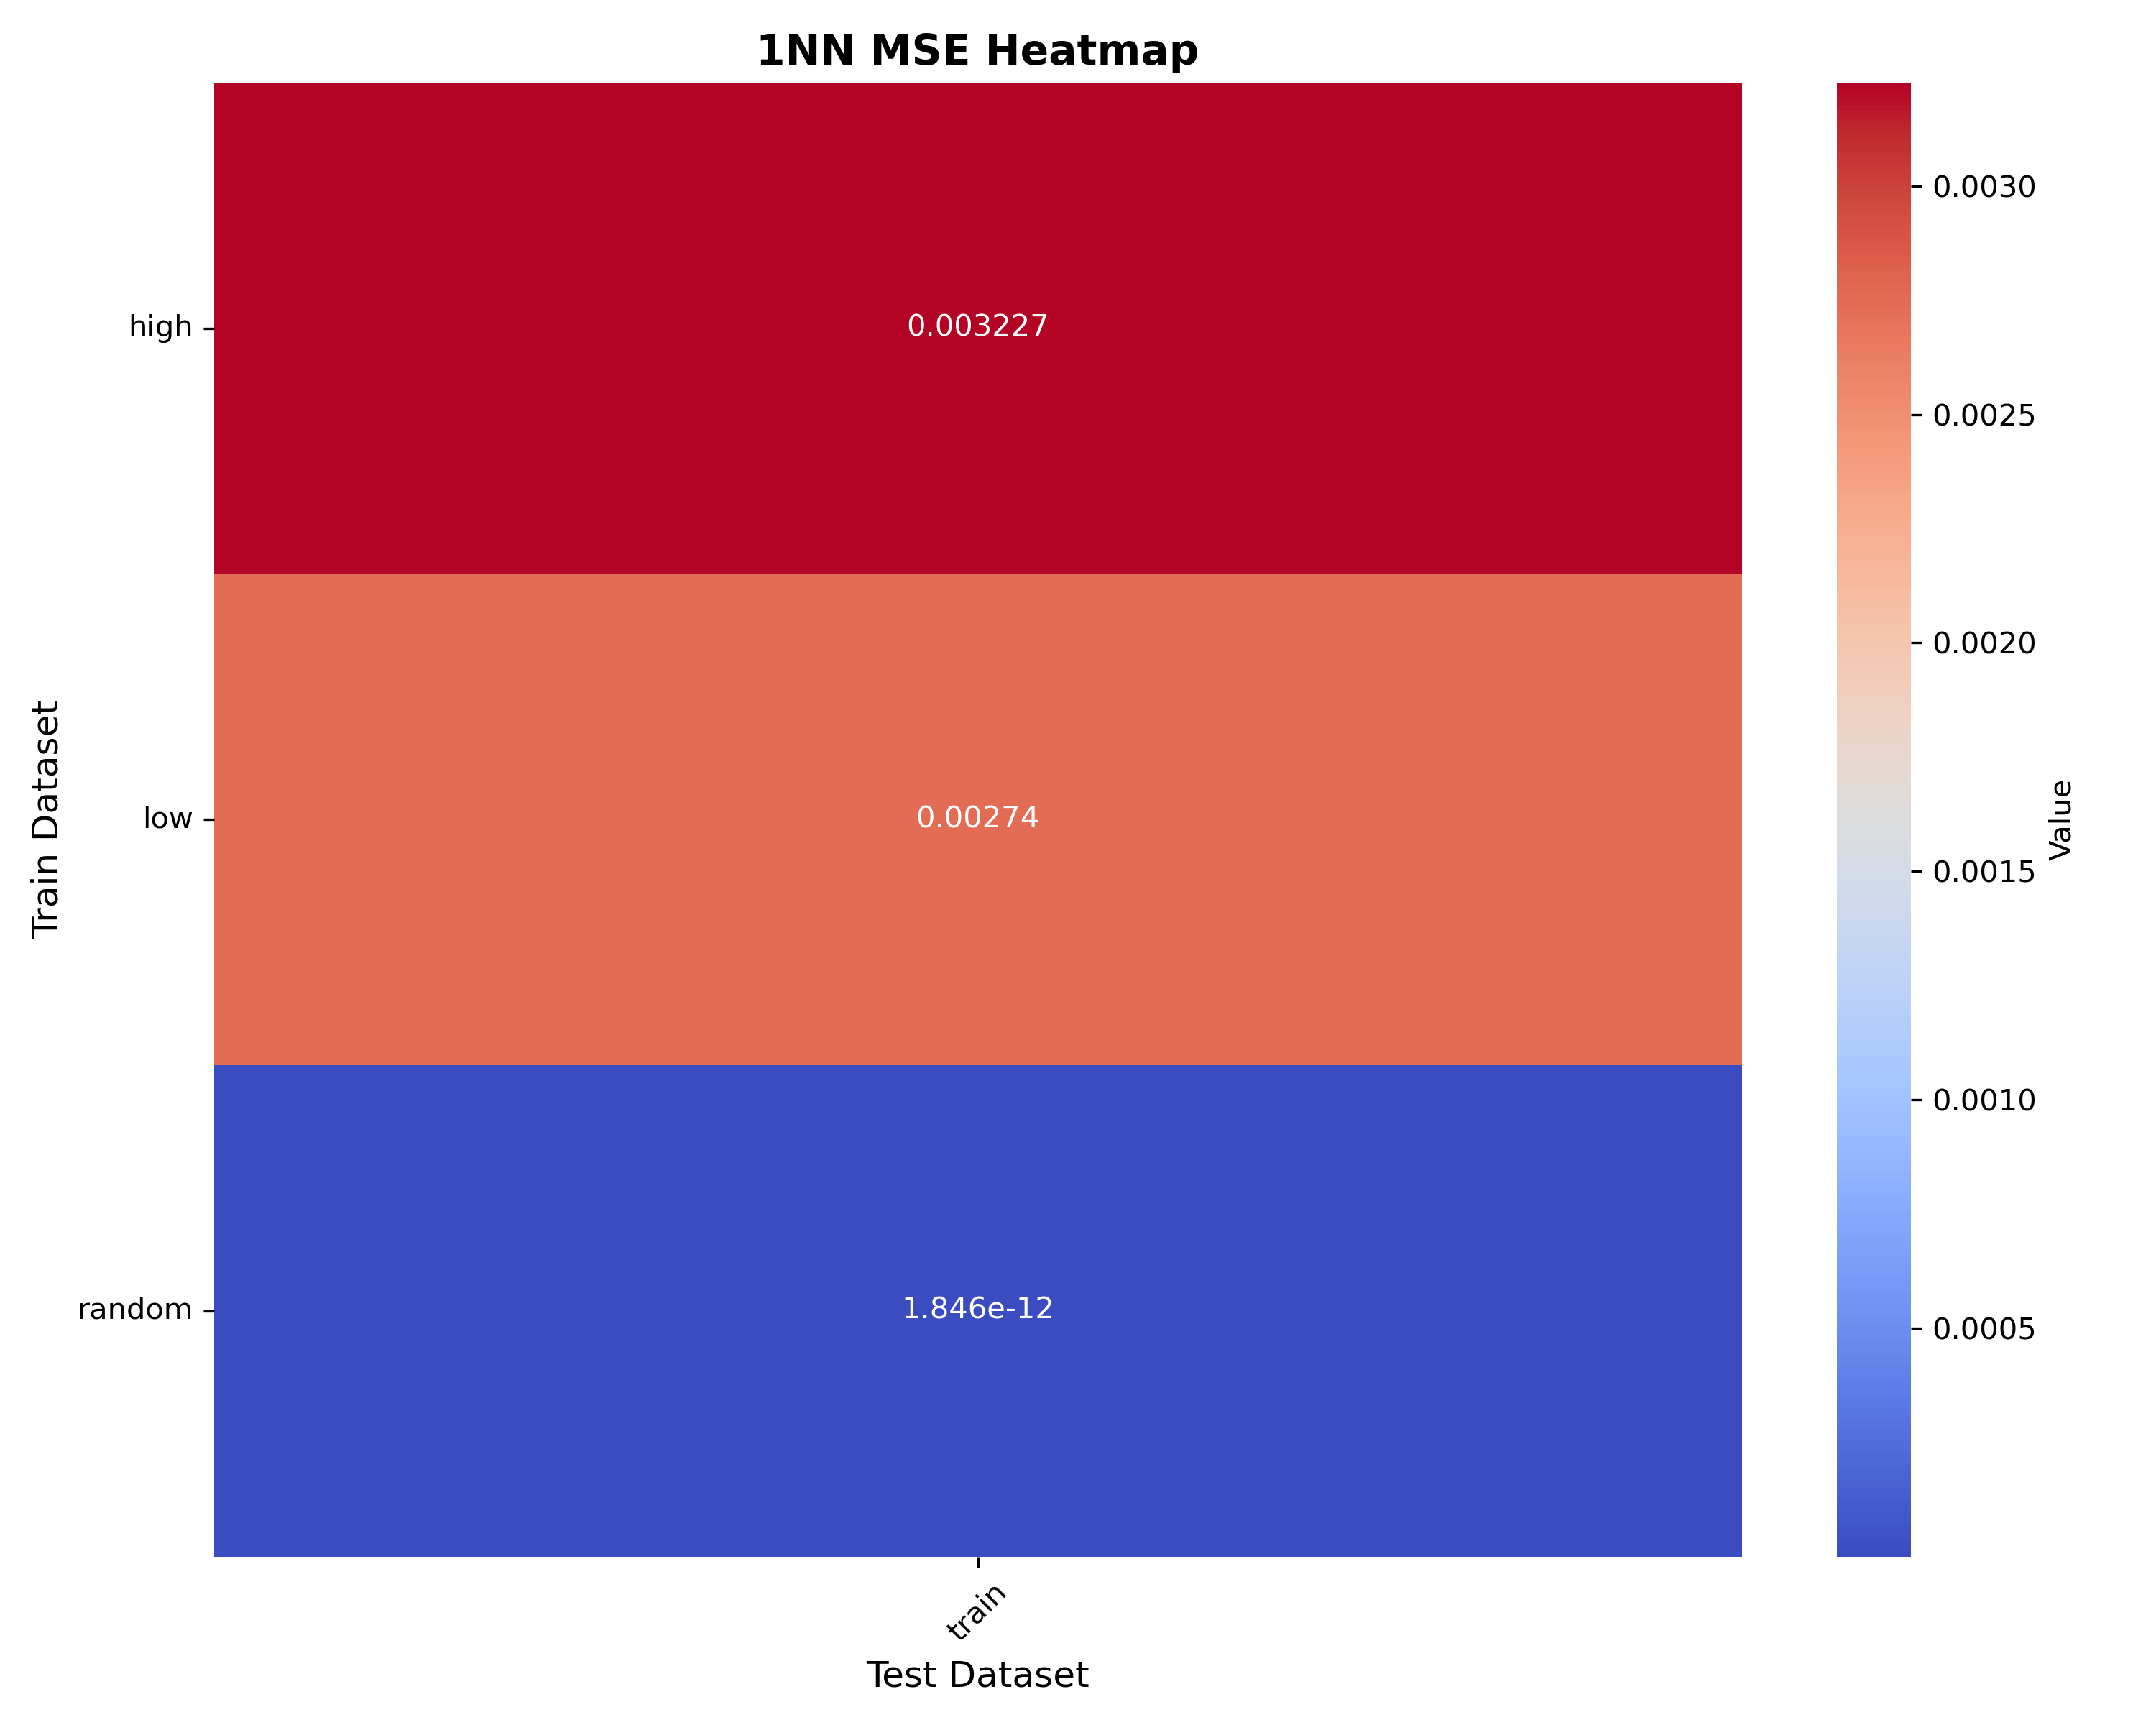 1NN MSE Heatmap
Train Dataset
high
low
random
0.003227
0.00274
1.846e-12
train
Test Dataset
0.0030
0.0025
0.0020
0.0015
0.0010
0.0005
Value